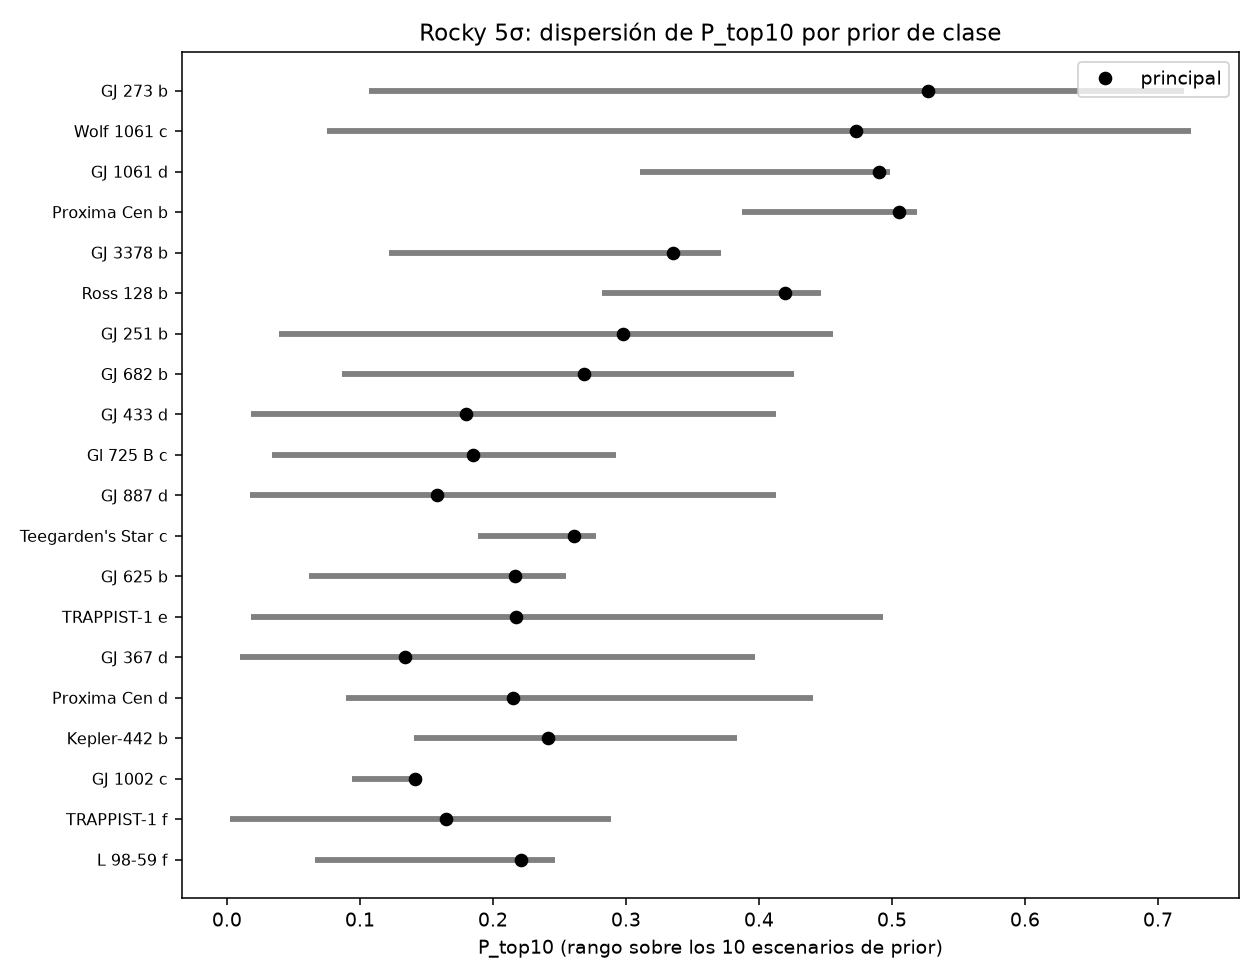 Rocky 5σ: dispersión de P_top10 por prior de clase
principal
GJ 273 b
Wolf 1061 c
GJ 1061 d
Proxima Cen b
GJ 3378 b
Ross 128 b
GJ 251 b
GJ 682 b
GJ 433 d
Gl 725 B c
GJ 887 d
Teegarden's Star c
GJ 625 b
TRAPPIST-1 e
GJ 367 d
Proxima Cen d
Kepler-442 b
GJ 1002 c
TRAPPIST-1 f
L 98-59 f
0.0 0.1 0.2 0.3 0.4 0.5 0.6 0.7
P_top10 (rango sobre los 10 escenarios de prior)